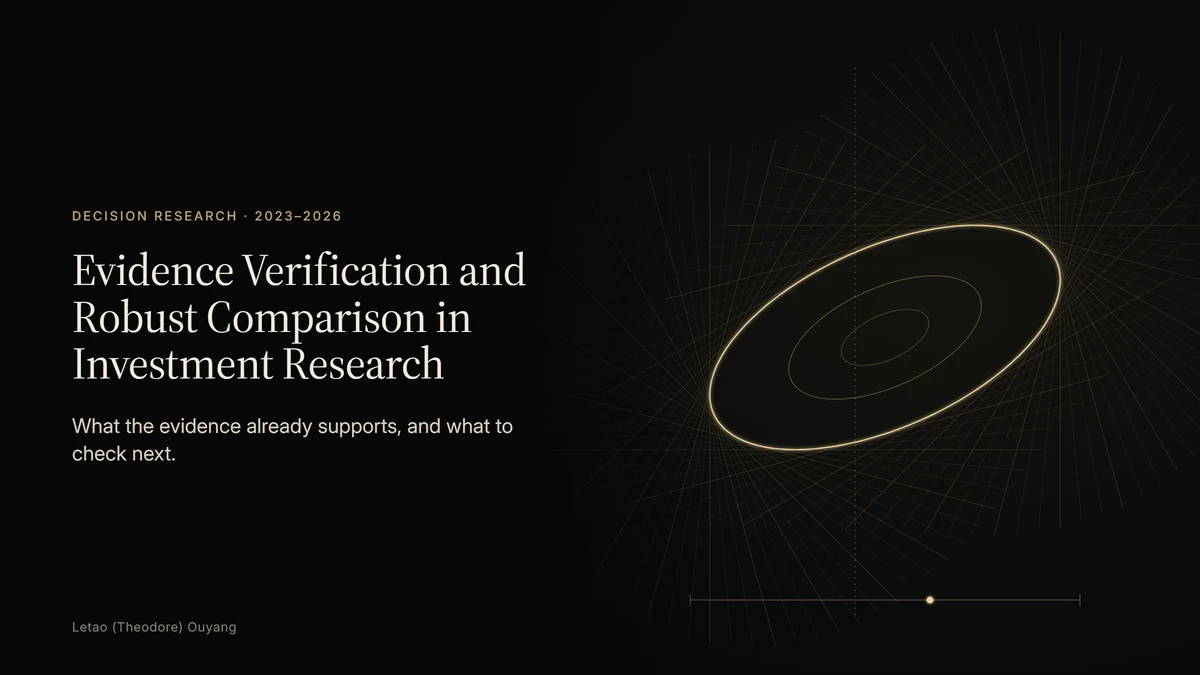 DECISION RESEARCH · 2023–2026
Evidence Verification and
Robust Comparison in
Investment Research
What the evidence already supports, and what to
check next.
Letao (Theodore) Ouyang